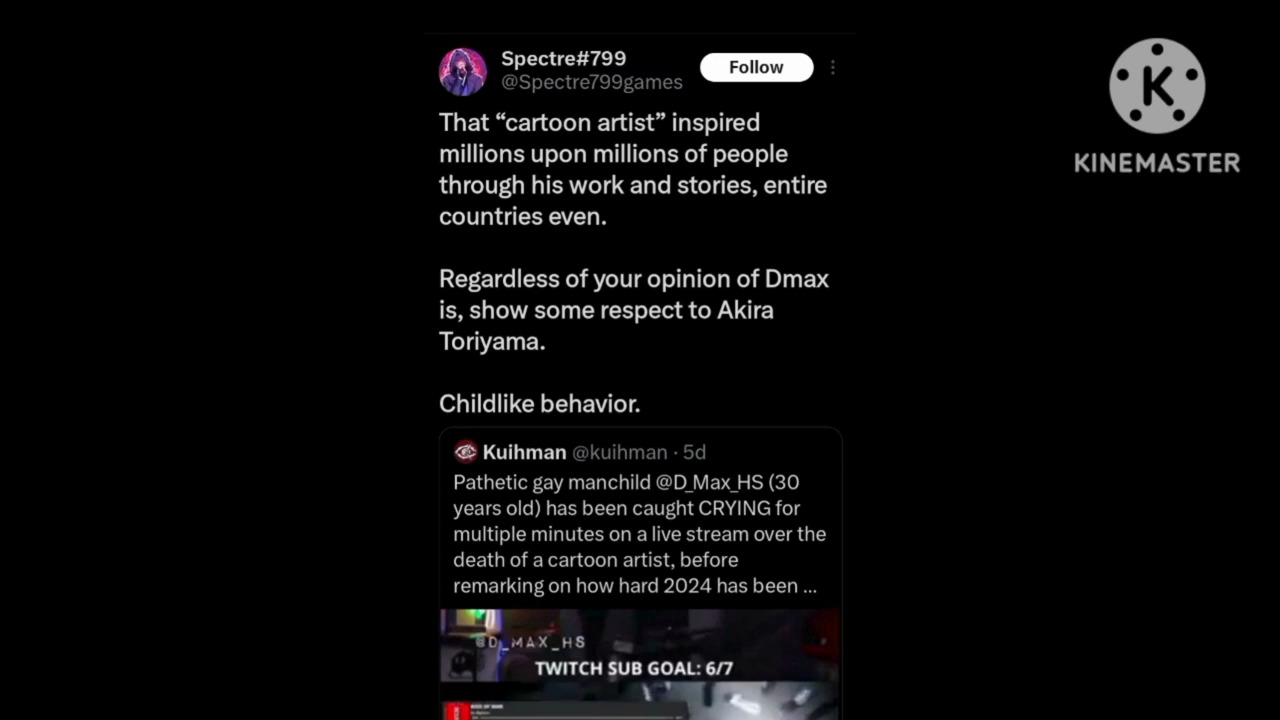 Spectre#799
@Spectre799games
Follow
KINEMASTER
That “cartoon artist” inspired
millions upon millions of people
through his work and stories, entire
countries even.
Regardless of your opinion of Dmax
is, show some respect to Akira
Toriyama.
Childlike behavior.
Kuihman @kuihman · 5d
Pathetic gay manchild @D_Max_HS (30
years old) has been caught CRYING for
multiple minutes on a live stream over the
death of a cartoon artist, before
remarking on how hard 2024 has been ...
@D_MAX_HS
TWITCH SUB GOAL: 6/7